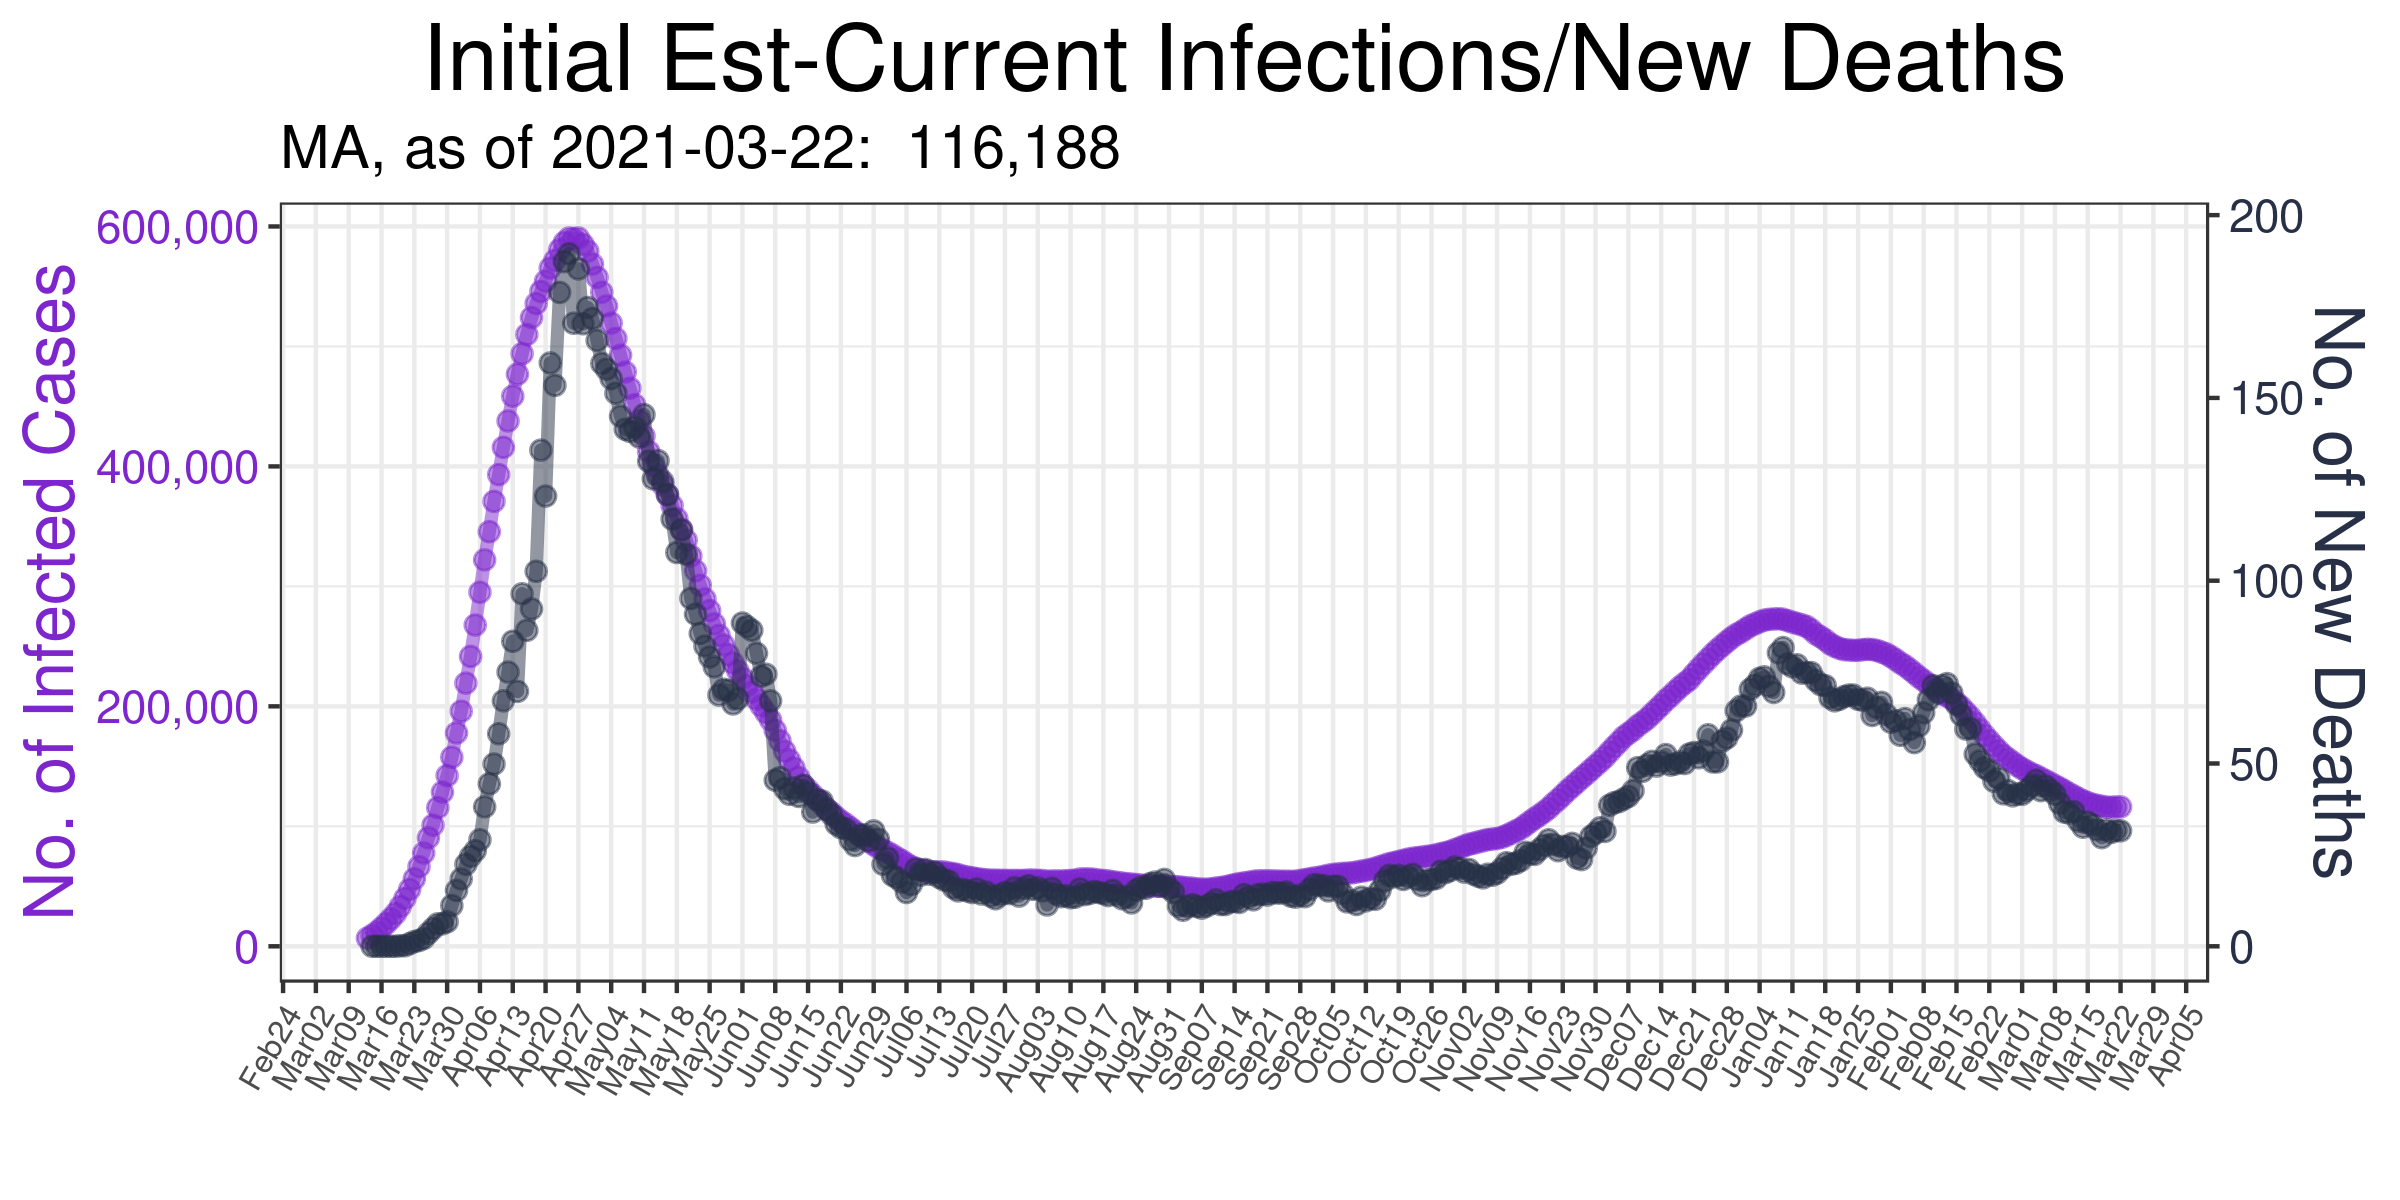 Initial Est-Current Infections/New Deaths
MA, as of 2021-03-22:  116,188
No. of Infected Cases
600,000
400,000
200,000
0
200
150
100
50
0
No. of New Deaths
Feb24
Mar02
Mar09
Mar16
Mar23
Mar30
Apr06
Apr13
Apr20
Apr27
May04
May11
May18
May25
Jun01
Jun08
Jun15
Jun22
Jun29
Jul06
Jul13
Jul20
Jul27
Aug03
Aug10
Aug17
Aug24
Aug31
Sep07
Sep14
Sep21
Sep28
Oct05
Oct12
Oct19
Oct26
Nov02
Nov09
Nov16
Nov23
Nov30
Dec07
Dec14
Dec21
Dec28
Jan04
Jan11
Jan18
Jan25
Feb01
Feb08
Feb15
Feb22
Mar01
Mar08
Mar15
Mar22
Mar29
Apr05